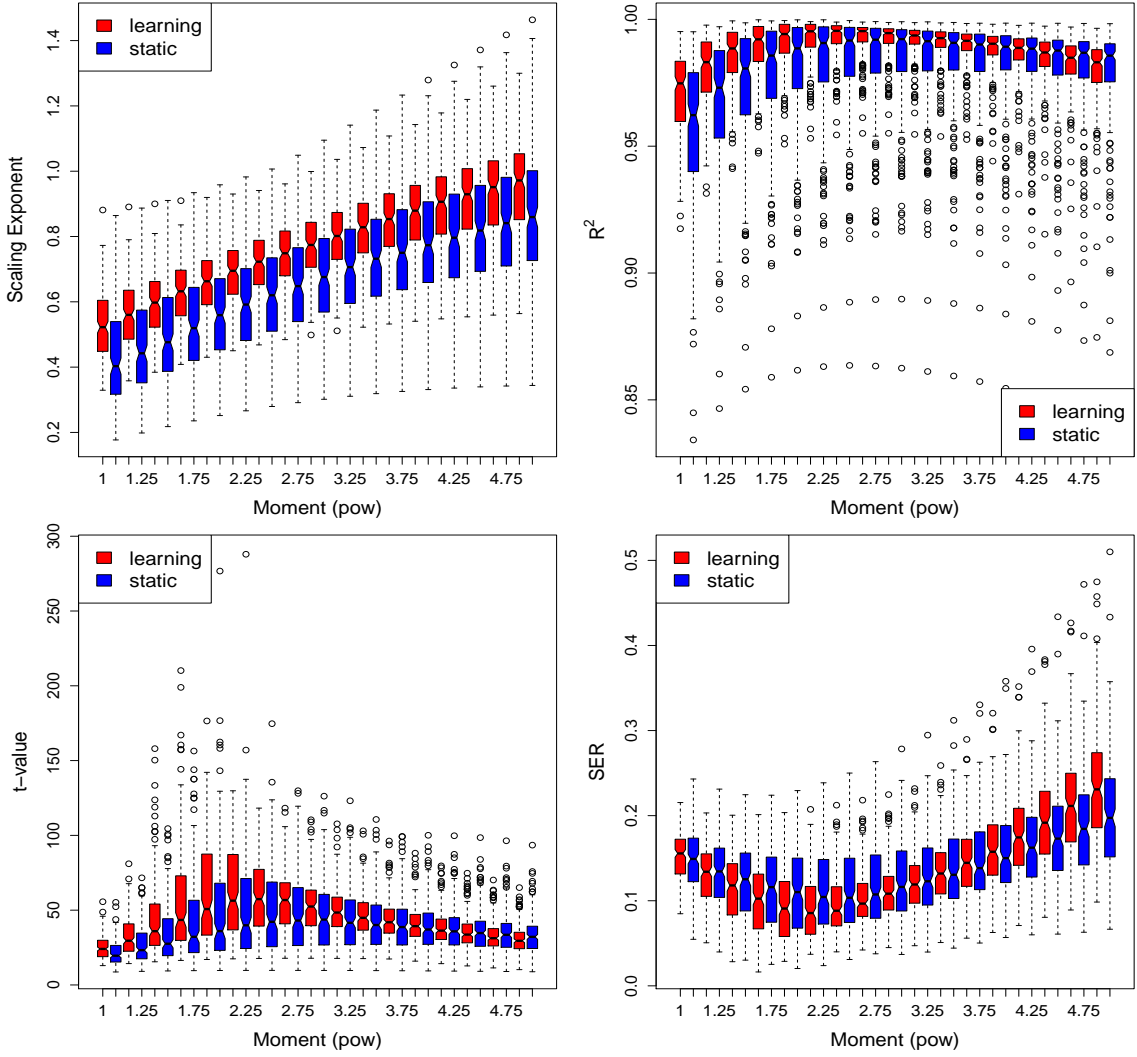 learning
static
Scaling Exponent
1.4
1.2
1.0
0.8
0.6
0.4
0.2
1 1.25 1.75 2.25 2.75 3.25 3.75 4.25 4.75
Moment (pow)
R²
1.00
0.95
0.90
0.85
learning
static
1 1.25 1.75 2.25 2.75 3.25 3.75 4.25 4.75
Moment (pow)
learning
static
t−value
300
250
200
150
100
50
0
1 1.25 1.75 2.25 2.75 3.25 3.75 4.25 4.75
Moment (pow)
learning
static
SER
0.5
0.4
0.3
0.2
0.1
0.0
1 1.25 1.75 2.25 2.75 3.25 3.75 4.25 4.75
Moment (pow)